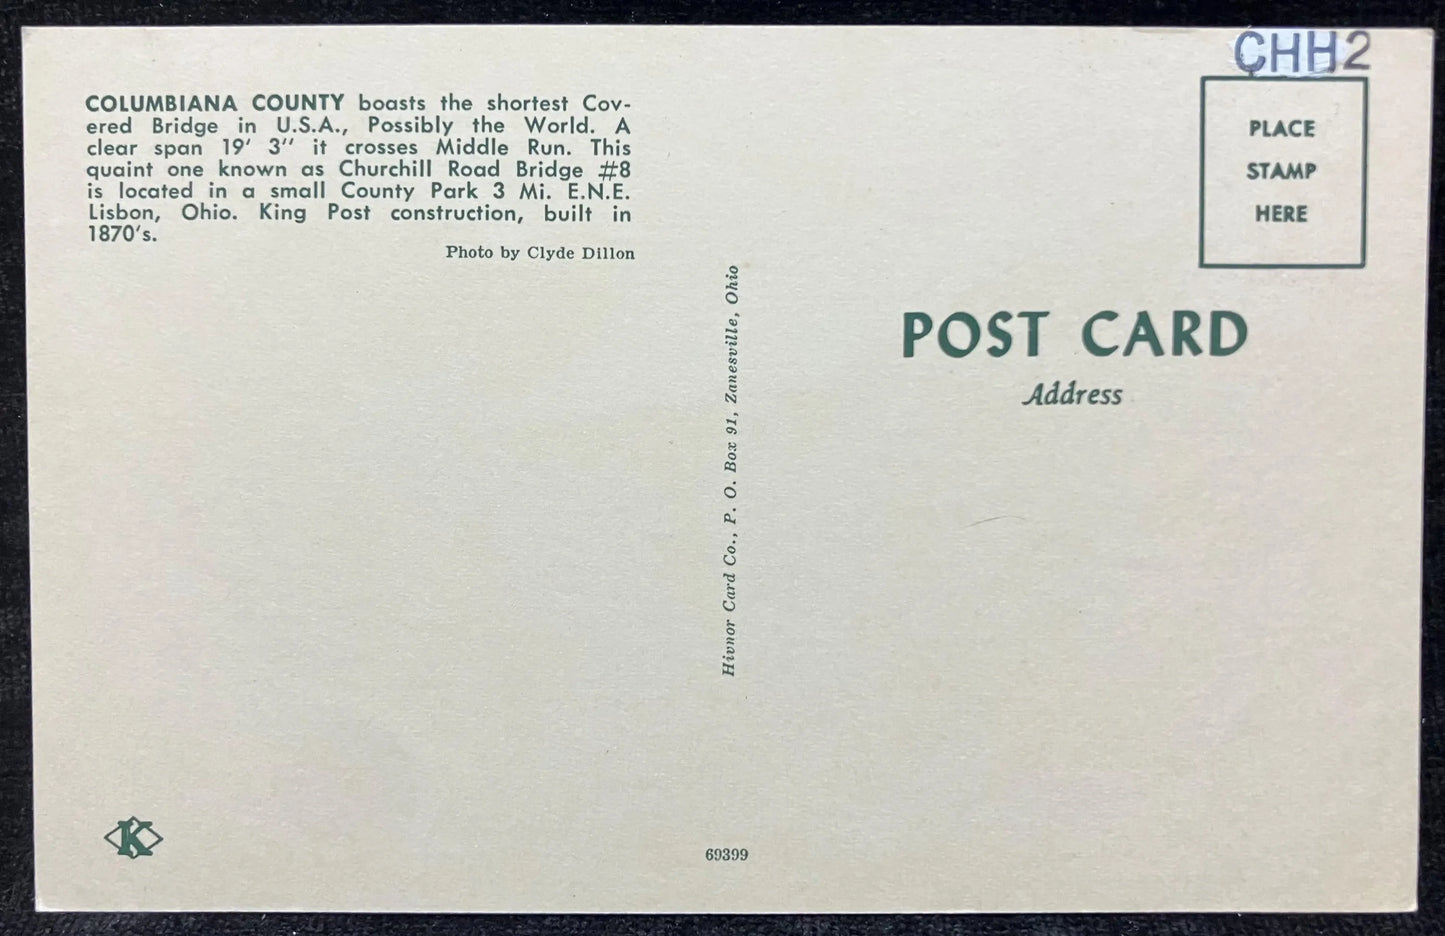 CHH2
COLUMBIANA COUNTY boasts the shortest Cov-
ered Bridge in U.S.A., Possibly the World. A
clear span 19' 3'' it crosses Middle Run. This
quaint one known as Churchill Road Bridge #8
is located in a small County Park 3 Mi. E.N.E.
Lisbon, Ohio. King Post construction, built in
1870's.
Photo by Clyde Dillon
Hivnor Card Co., P. O. Box 91, Zanesville, Ohio
PLACE
STAMP
HERE
POST CARD
Address
K
69399